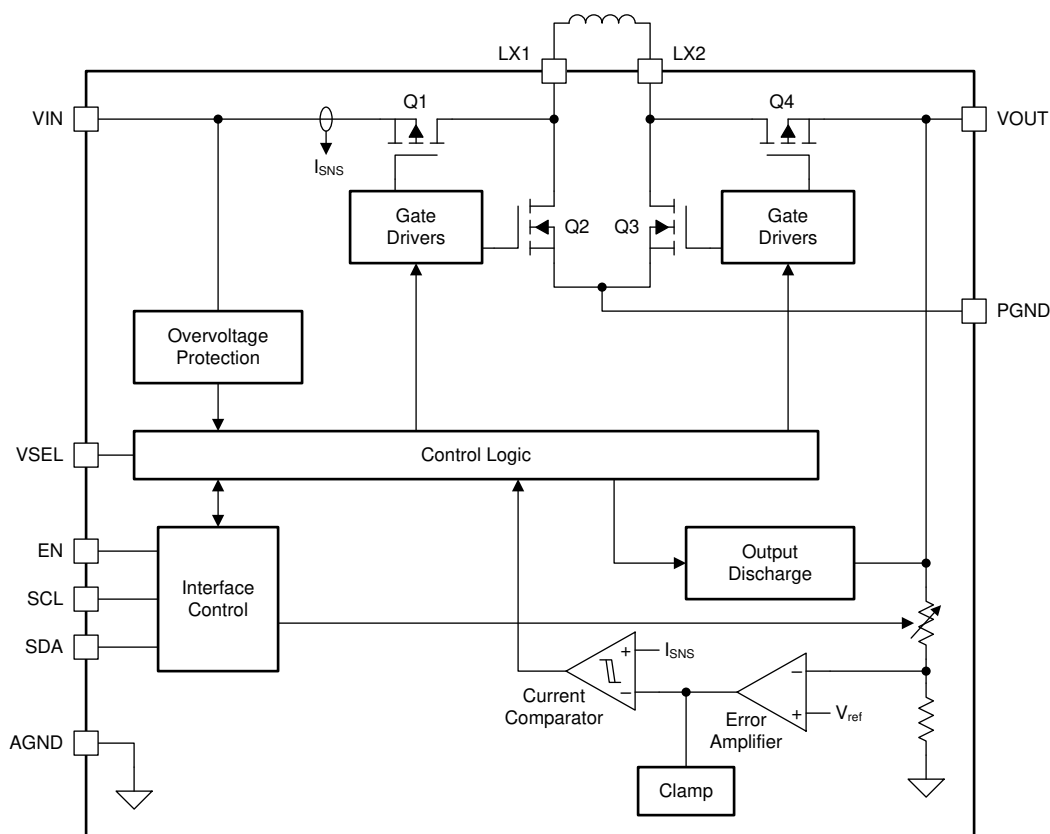 LX1
LX2
VIN
Q1
Q4
VOUT
ISNS
Gate
Drivers
Q2
Q3
Gate
Drivers
PGND
Overvoltage
Protection
VSEL
Control Logic
EN
SCL
SDA
Interface
Control
Output
Discharge
+
ISNS
−
Current
Comparator
−
+
Vref
Error
Amplifier
AGND
Clamp